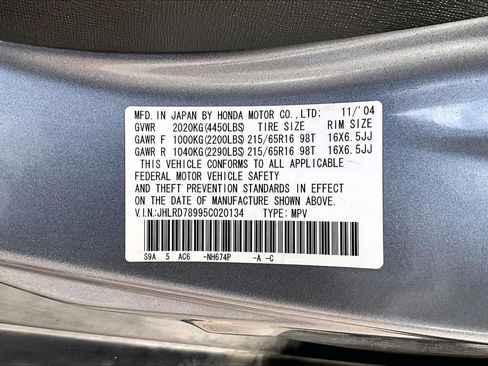 MFD. IN JAPAN BY HONDA MOTOR CO.,LTD: 11/'04
GVWR 2020KG(4450LBS) TIRE SIZE RIM SIZE
GAWR F 1000KG(2200LBS) 215/65R16 98T 16X6.5JJ
GAWR R 1040KG(2290LBS) 215/65R16 98T 16X6.5JJ
THIS VEHICLE CONFORMS TO ALL APPLICABLE
FEDERAL MOTOR VEHICLE SAFETY
AND THEFT PREVENTION STANDARDS IN EFFECT
ON THE DATE OF MANUFACTURE SHOWN ABOVE.
V.I.N:JHLRD78995C020134 TYPE: MPV
S9A 5 AC6 -NH674P -A -C